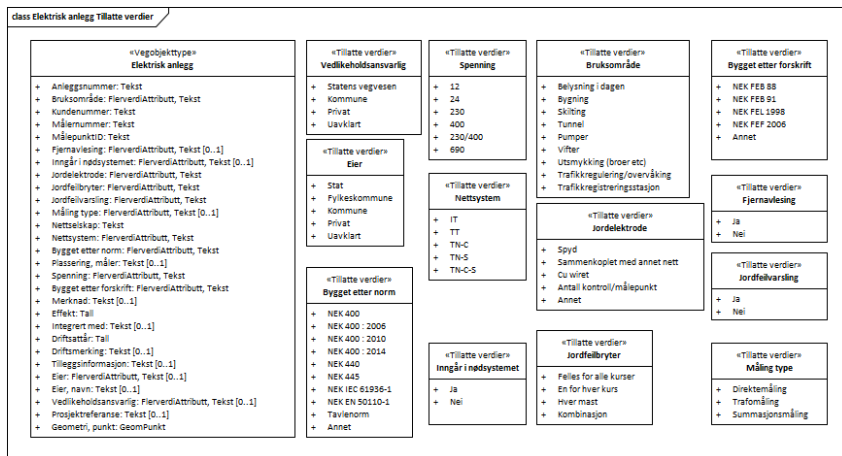 class Elektrisk anlegg Tillatte verdier
«Vegobjekttype»
Elektrisk anlegg
+ Anleggsnummer: Tekst
+ Bruksområde: FlerverdiAttributt, Tekst
+ Kundenummer: Tekst
+ Målernummer: Tekst
+ MålepunktID: Tekst
+ Fjernavlesing: FlerverdiAttributt, Tekst [0..1]
+ Inngår i nødsystemet: FlerverdiAttributt, Tekst [0..1]
+ Jordelektrode: FlerverdiAttributt, Tekst
+ Jordfeilbryter: FlerverdiAttributt, Tekst
+ Jordfeilvarsling: FlerverdiAttributt, Tekst
+ Måling type: FlerverdiAttributt, Tekst [0..1]
+ Nettselskap: Tekst
+ Nettsystem: FlerverdiAttributt, Tekst
+ Bygget etter norm: FlerverdiAttributt, Tekst
+ Plassering, måler: Tekst [0..1]
+ Spenning: FlerverdiAttributt, Tekst
+ Bygget etter forskrift: FlerverdiAttributt, Tekst
+ Merknad: Tekst [0..1]
+ Effekt: Tall
+ Integrert med: Tekst [0..1]
+ Driftsattår: Tall
+ Driftsmerking: Tekst [0..1]
+ Tilleggsinformasjon: Tekst [0..1]
+ Eier: FlerverdiAttributt, Tekst [0..1]
+ Eier, navn: Tekst [0..1]
+ Vedlikeholdsansvarlig: FlerverdiAttributt, Tekst [0..1]
+ Prosjektreferanse: Tekst [0..1]
+ Geometri, punkt: GeomPunkt
«Tillatte verdier»
Vedlikeholdsansvarlig
+ Statens vegvesen
+ Kommune
+ Privat
+ Uavklart
«Tillatte verdier»
Eier
+ Stat
+ Fylkeskommune
+ Kommune
+ Privat
+ Uavklart
«Tillatte verdier»
Bygget etter norm
+ NEK 400
+ NEK 400 : 2006
+ NEK 400 : 2010
+ NEK 400 : 2014
+ NEK 440
+ NEK 445
+ NEK IEC 61936-1
+ NEK EN 50110-1
+ Tavlenorm
+ Annet
«Tillatte verdier»
Spenning
+ 12
+ 24
+ 230
+ 400
+ 230/400
+ 690
«Tillatte verdier»
Nettsystem
+ IT
+ TT
+ TN-C
+ TN-S
+ TN-C-S
«Tillatte verdier»
Inngår i nødsystemet
+ Ja
+ Nei
«Tillatte verdier»
Bruksområde
+ Belysning i dagen
+ Bygning
+ Skilting
+ Tunnel
+ Pumper
+ Vifter
+ Utsmykking (broer etc)
+ Trafikkregulering/overvåking
+ Trafikkregistreringsstasjon
«Tillatte verdier»
Jordelektrode
+ Spyd
+ Sammenkoplet med annet nett
+ Cu wiret
+ Antall kontroll/målepunkt
+ Annet
«Tillatte verdier»
Jordfeilbryter
+ Felles for alle kurser
+ En for hver kurs
+ Hver mast
+ Kombinasjon
«Tillatte verdier»
Bygget etter forskrift
+ NEK FEB 88
+ NEK FEB 91
+ NEK FEL 1998
+ NEK FEF 2006
+ Annet
«Tillatte verdier»
Fjernavlesing
+ Ja
+ Nei
«Tillatte verdier»
Jordfeilvarsling
+ Ja
+ Nei
«Tillatte verdier»
Måling type
+ Direktemåling
+ Trafomåling
+ Summasjonsmåling